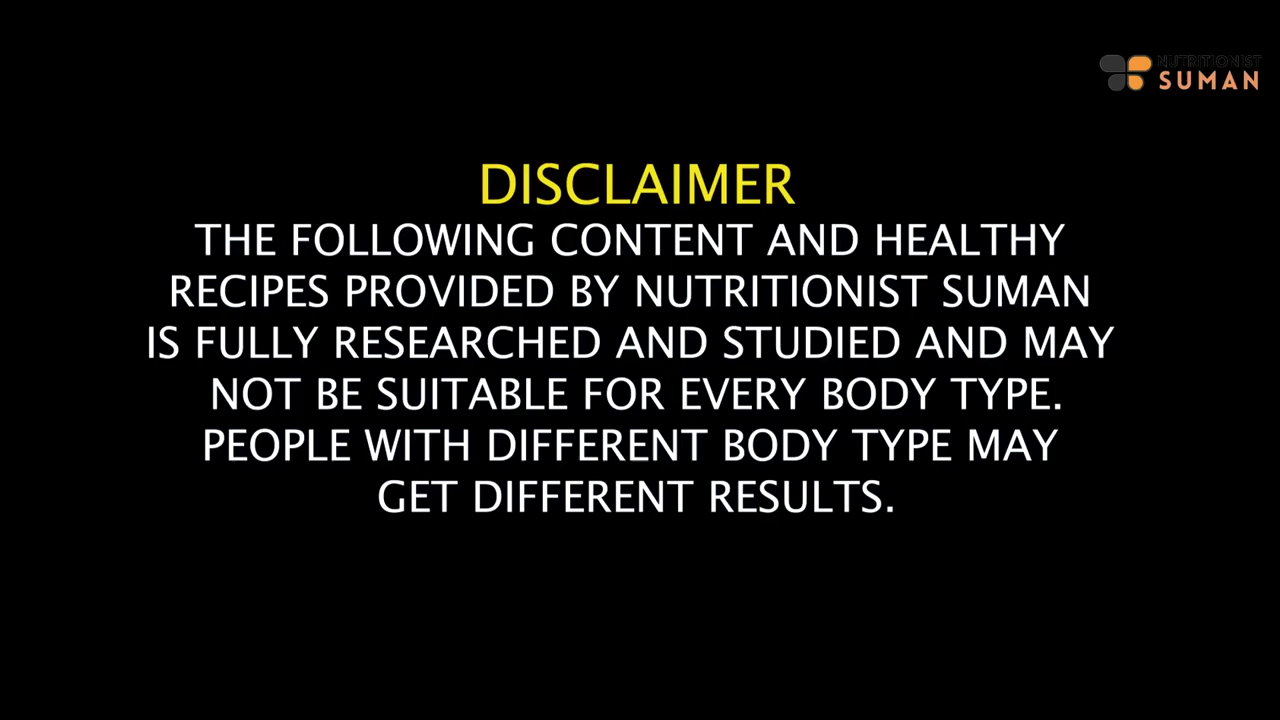 NUTRITIONIST
SUMAN
DISCLAIMER
THE FOLLOWING CONTENT AND HEALTHY
RECIPES PROVIDED BY NUTRITIONIST SUMAN
IS FULLY RESEARCHED AND STUDIED AND MAY
NOT BE SUITABLE FOR EVERY BODY TYPE.
PEOPLE WITH DIFFERENT BODY TYPE MAY
GET DIFFERENT RESULTS.